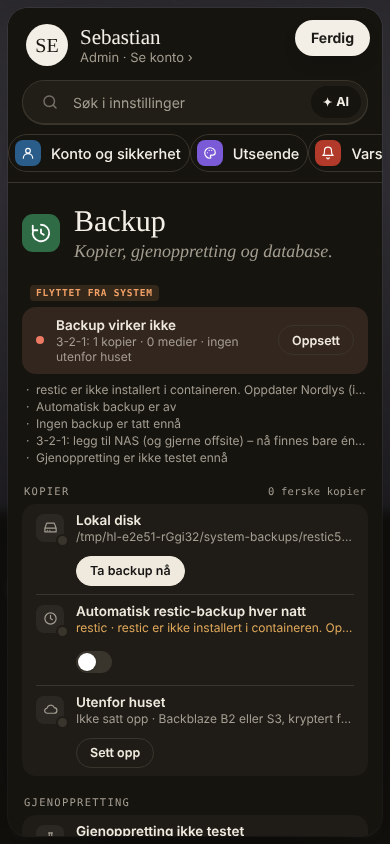 SE
Sebastian
Admin · Se konto ›
Ferdig
Søk i innstillinger
AI
Konto og sikkerhet
Utseende
Vars
Backup
Kopier, gjenoppretting og database.
FLYTTET FRA SYSTEM
Backup virker ikke
3-2-1: 1 kopier · 0 medier · ingen
utenfor huset
Oppsett
· restic er ikke installert i containeren. Oppdater Nordlys (i…
· Automatisk backup er av
· Ingen backup er tatt ennå
· 3-2-1: legg til NAS (og gjerne offsite) – nå finnes bare én…
· Gjenoppretting er ikke testet ennå
KOPIER
0 ferske kopier
Lokal disk
/tmp/hl-e2e51-rGgi32/system-backups/restic5…
Ta backup nå
Automatisk restic-backup hver natt
restic · restic er ikke installert i containeren. Op…
Utenfor huset
Ikke satt opp · Backblaze B2 eller S3, kryptert f…
Sett opp
GJENOPPRETTING
Gjenoppretting ikke testet